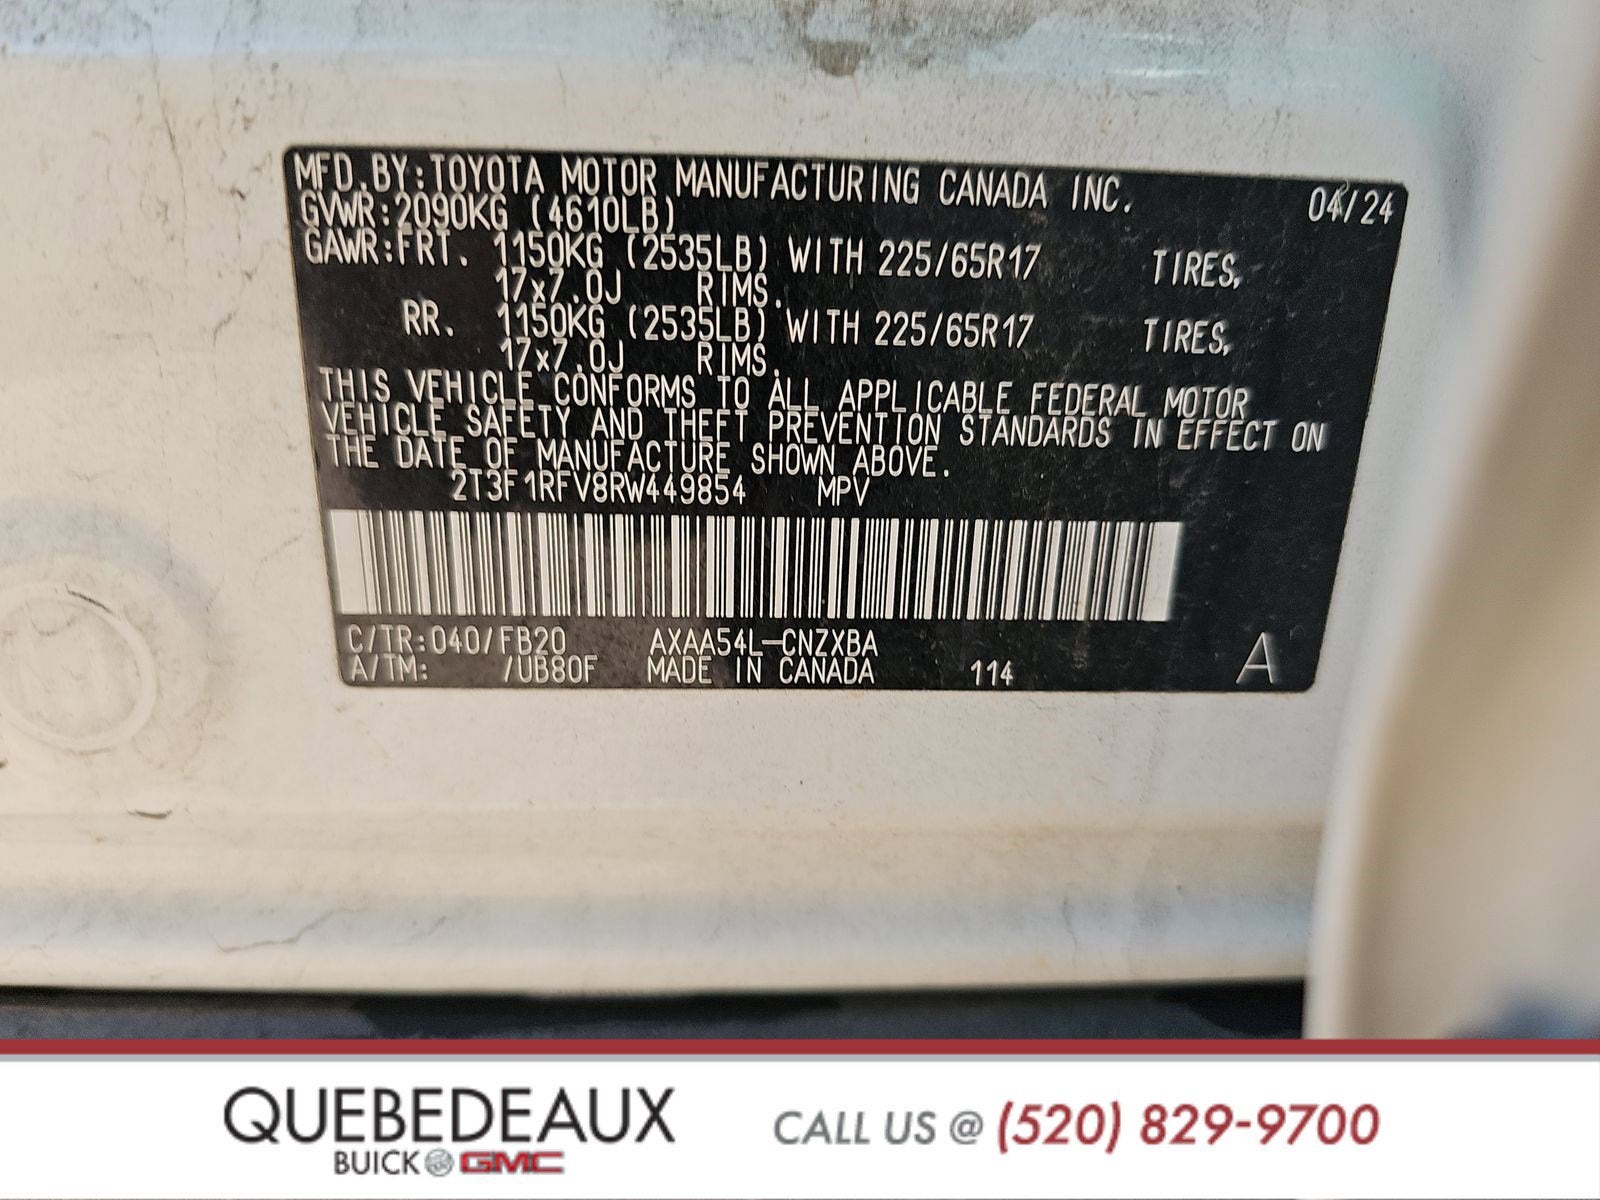 MFD.BY:TOYOTA MOTOR MANUFACTURING CANADA INC. 04/24
GVWR:2090KG (4610LB)
GAWR:FRT. 1150KG (2535LB) WITH 225/65R17 TIRES,
17x7.0J RIMS.
RR. 1150KG (2535LB) WITH 225/65R17 TIRES,
17x7.0J RIMS.
THIS VEHICLE CONFORMS TO ALL APPLICABLE FEDERAL MOTOR
VEHICLE SAFETY AND THEFT PREVENTION STANDARDS IN EFFECT ON
THE DATE OF MANUFACTURE SHOWN ABOVE.
2T3F1RFV8RW449854 MPV
C/TR:040/FB20 AXAA54L-CNZXBA
A/TM: /UB80F MADE IN CANADA 114 A
QUEBEDEAUX
BUICK GMC
CALL US @ (520) 829-9700